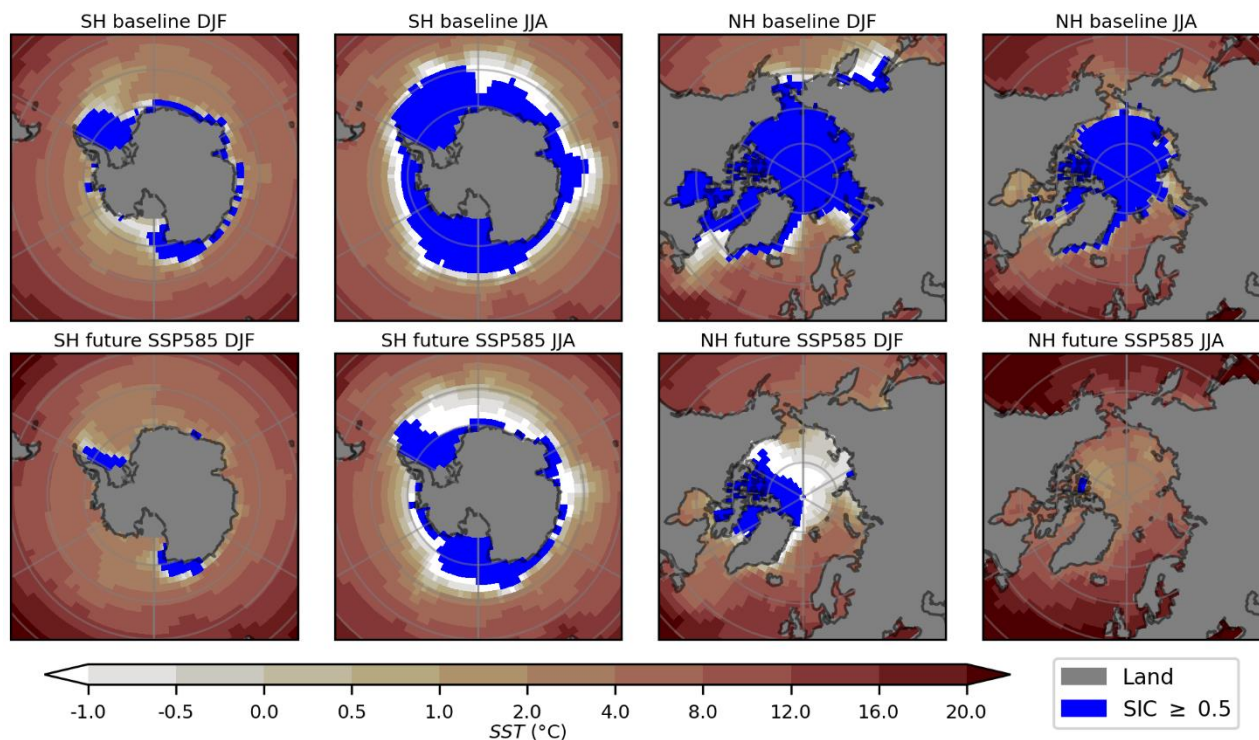 SH baseline DJF
SH baseline JJA
NH baseline DJF
NH baseline JJA
SH future SSP585 DJF
SH future SSP585 JJA
NH future SSP585 DJF
NH future SSP585 JJA
-1.0 -0.5 0.0 0.5 1.0 2.0 4.0 8.0 12.0 16.0 20.0
SST (°C)
Land
SIC ≥ 0.5